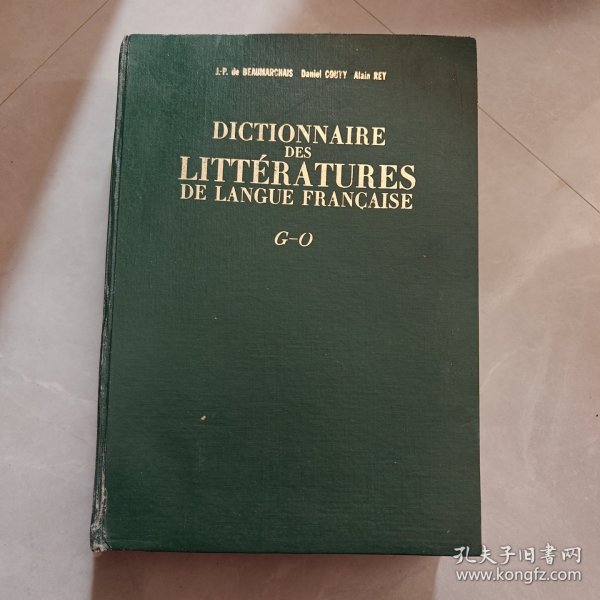 J.-P. de BEAUMARCHAIS Daniel COUTY Alain REY
DICTIONNAIRE
DES
LITTÉRATURES
DE LANGUE FRANÇAISE
G-O
孔夫子旧书网
www.kongfz.com